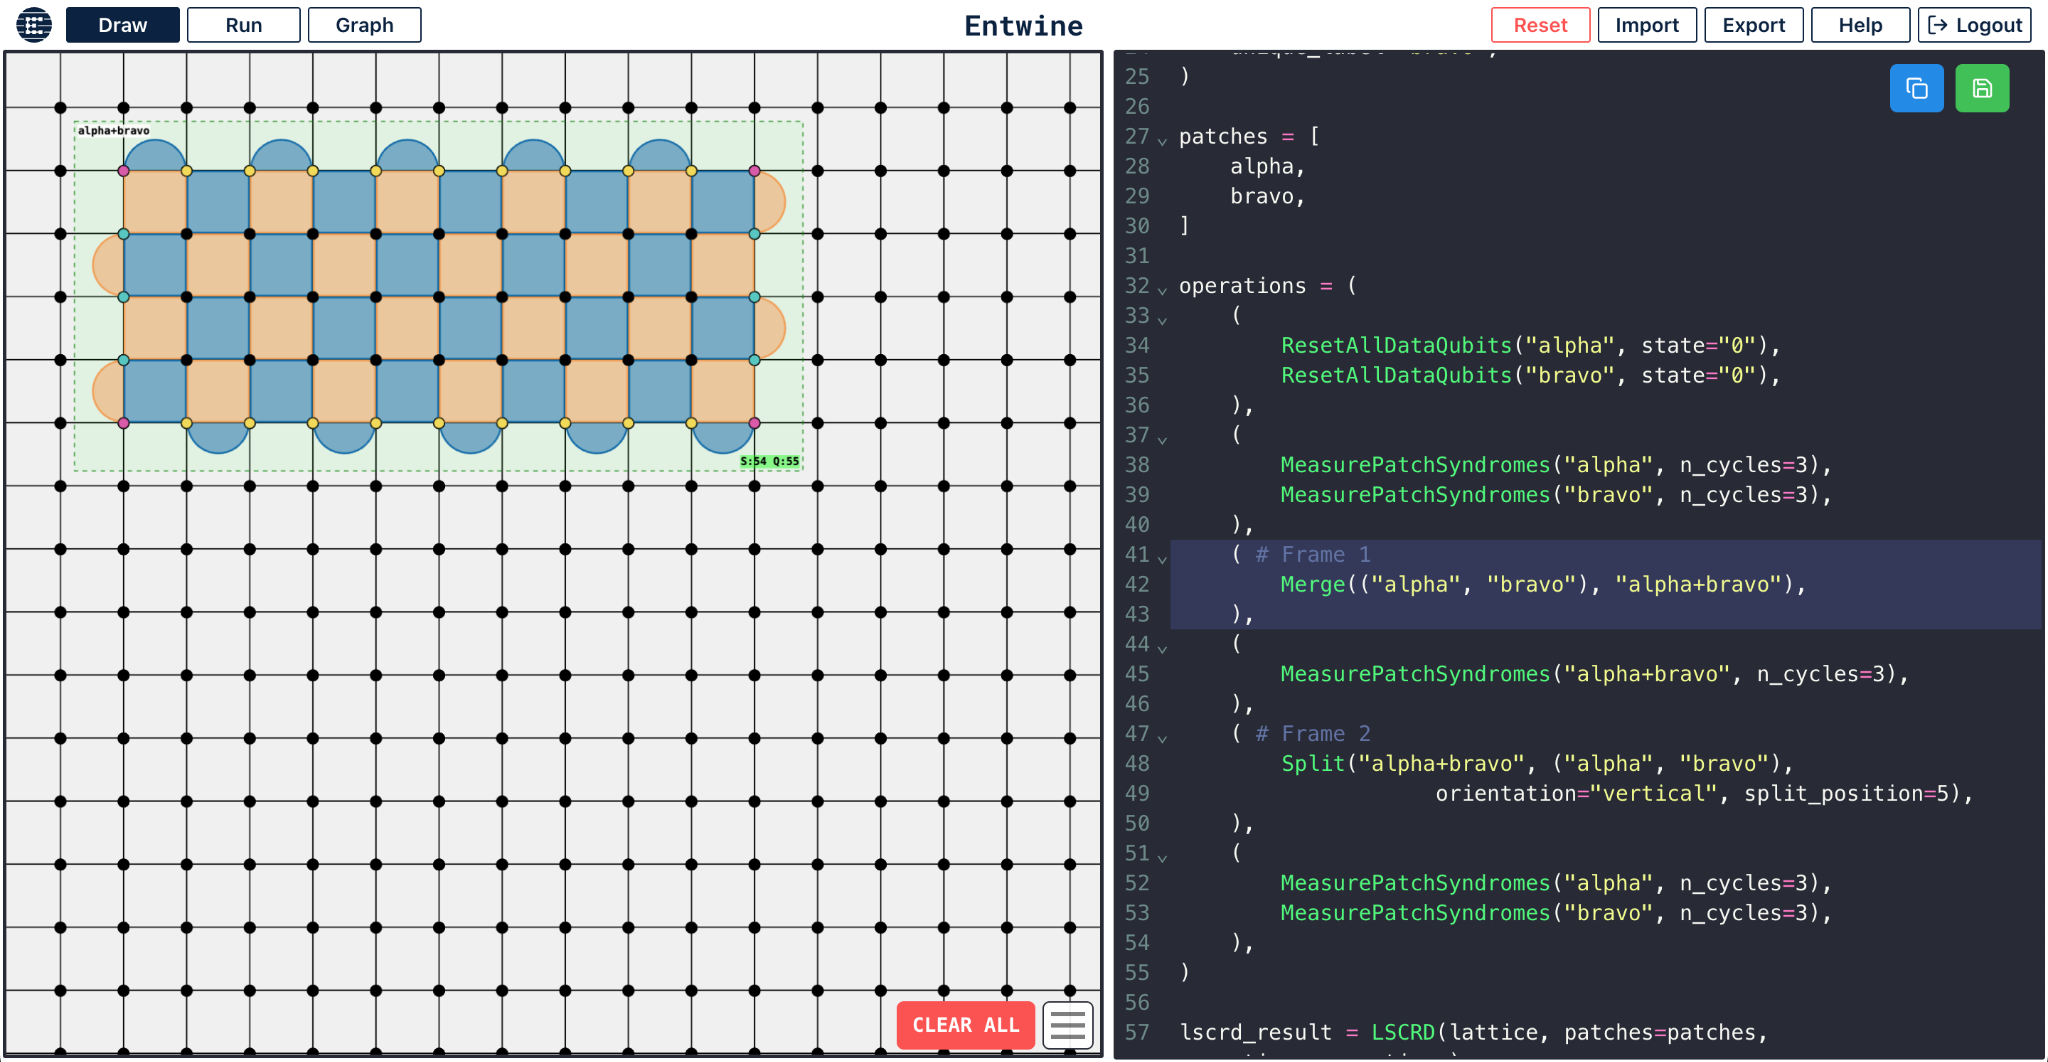 Draw
Run
Graph
Entwine
Reset
Import
Export
Help
Logout
alpha+bravo
S:54 Q:55
CLEAR ALL
25 )
26
27 patches = [
28     alpha,
29     bravo,
30 ]
31
32 operations = (
33     (
34         ResetAllDataQubits("alpha", state="0"),
35         ResetAllDataQubits("bravo", state="0"),
36     ),
37     (
38         MeasurePatchSyndromes("alpha", n_cycles=3),
39         MeasurePatchSyndromes("bravo", n_cycles=3),
40     ),
41     ( # Frame 1
42         Merge(("alpha", "bravo"), "alpha+bravo"),
43     ),
44     (
45         MeasurePatchSyndromes("alpha+bravo", n_cycles=3),
46     ),
47     ( # Frame 2
48         Split("alpha+bravo", ("alpha", "bravo"),
49                     orientation="vertical", split_position=5),
50     ),
51     (
52         MeasurePatchSyndromes("alpha", n_cycles=3),
53         MeasurePatchSyndromes("bravo", n_cycles=3),
54     ),
55 )
56
57 lscrd_result = LSCRD(lattice, patches=patches,